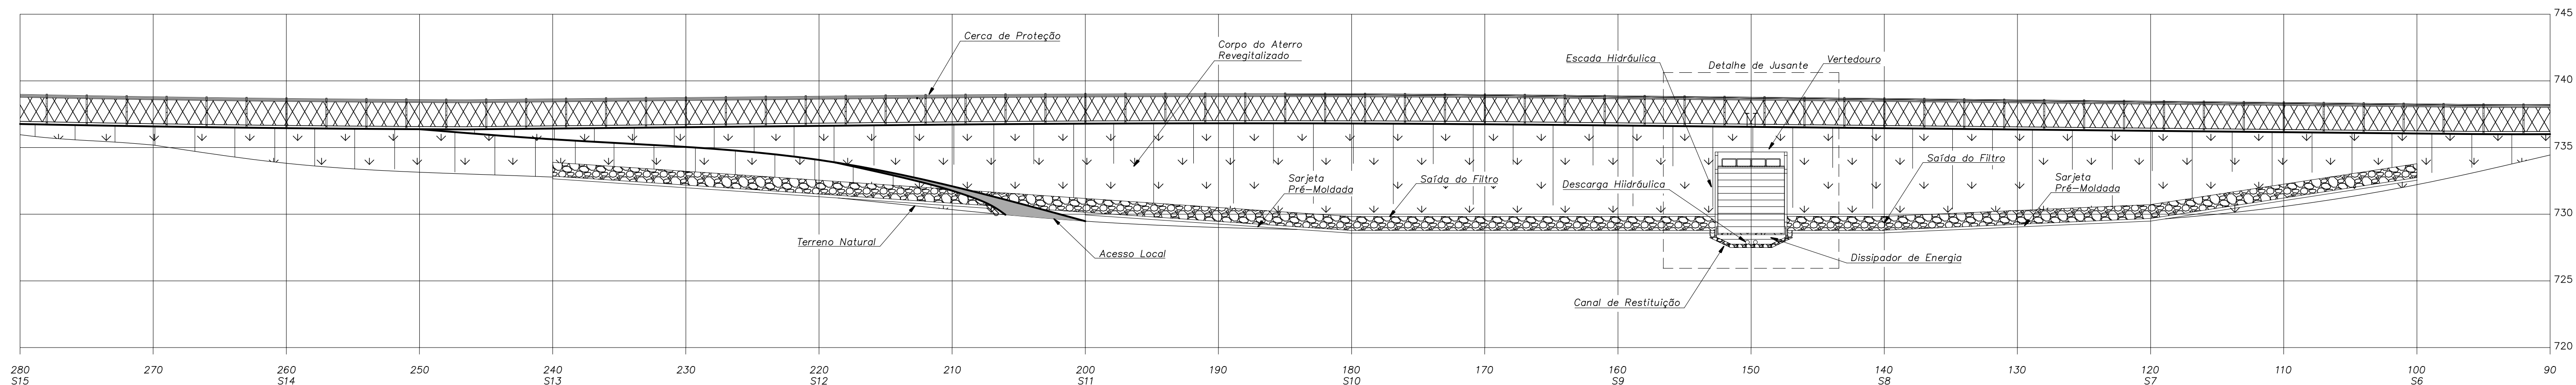 745
Cerca de Proteção
Corpo do Aterro
Revegitalizado
Escada Hidráulica
Detalhe de Jusante
Vertedouro
740
735
Sarjeta
Pré-Moldada
Saída do Filtro
Descarga Hiidráulica
Saída do Filtro
Sarjeta
Pré-Moldada
730
Terreno Natural
Acesso Local
Dissipador de Energia
725
Canal de Restituição
720
280 270 260 250 240 230 220 210 200 190 180 170 160 150 140 130 120 110 100 90
S15 S14 S13 S12 S11 S10 S9 S8 S7 S6